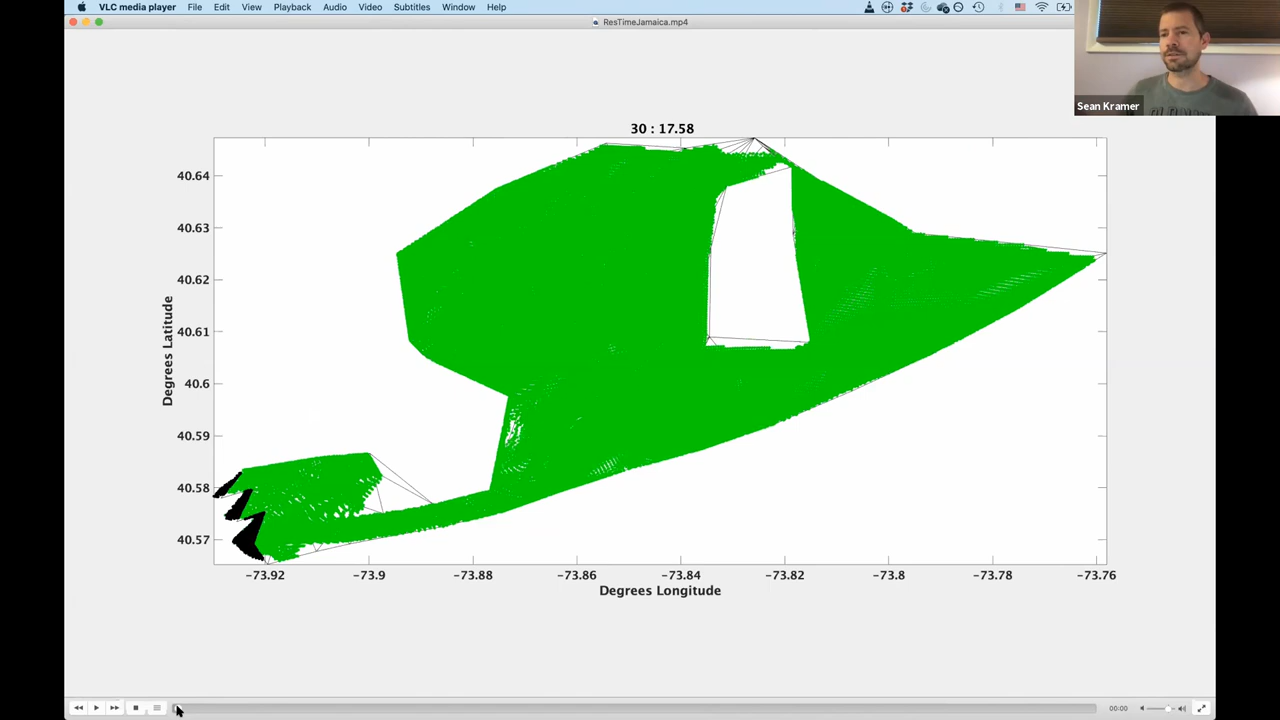 VLC media player File Edit View Playback Audio Video Subtitles Window Help
ResTimeJamaica.mp4
Sean Kramer
30 : 17.58
40.64
40.63
40.62
40.61
40.6
40.59
40.58
40.57
Degrees Latitude
−73.92 −73.9 −73.88 −73.86 −73.84 −73.82 −73.8 −73.78 −73.76
Degrees Longitude
00:00